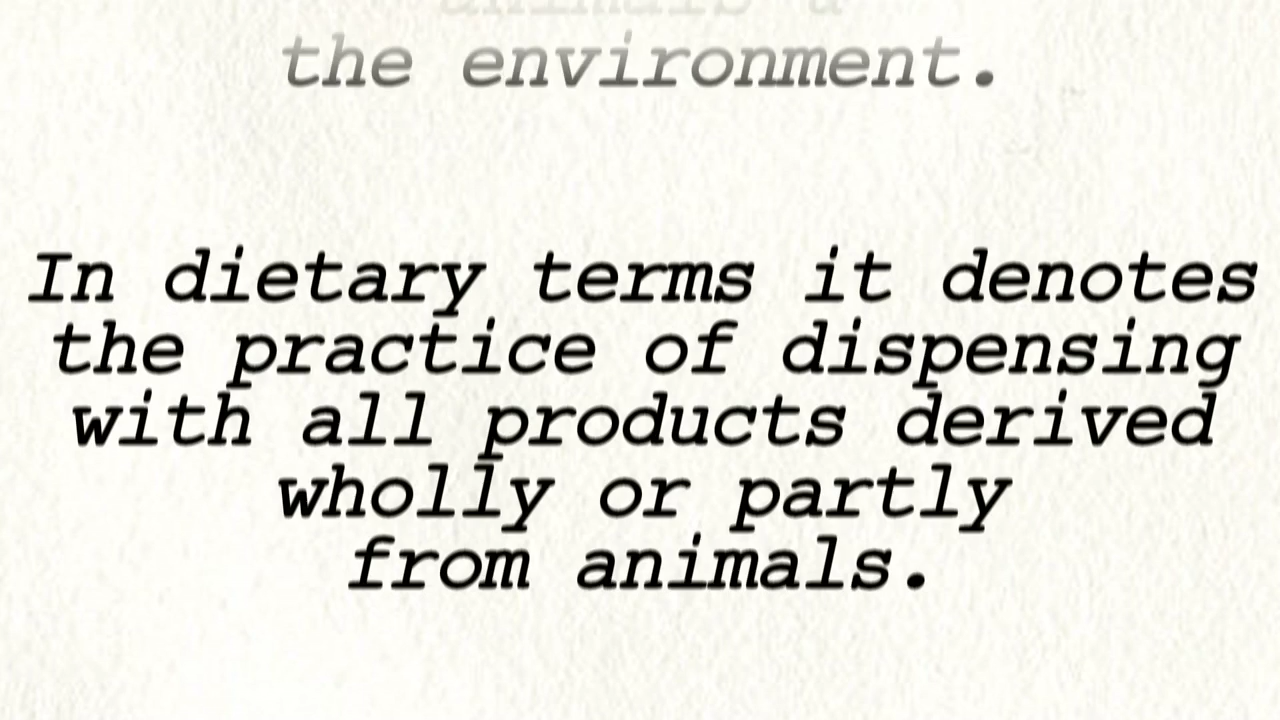 the environment.
In dietary terms it denotes
the practice of dispensing
with all products derived
wholly or partly
from animals.